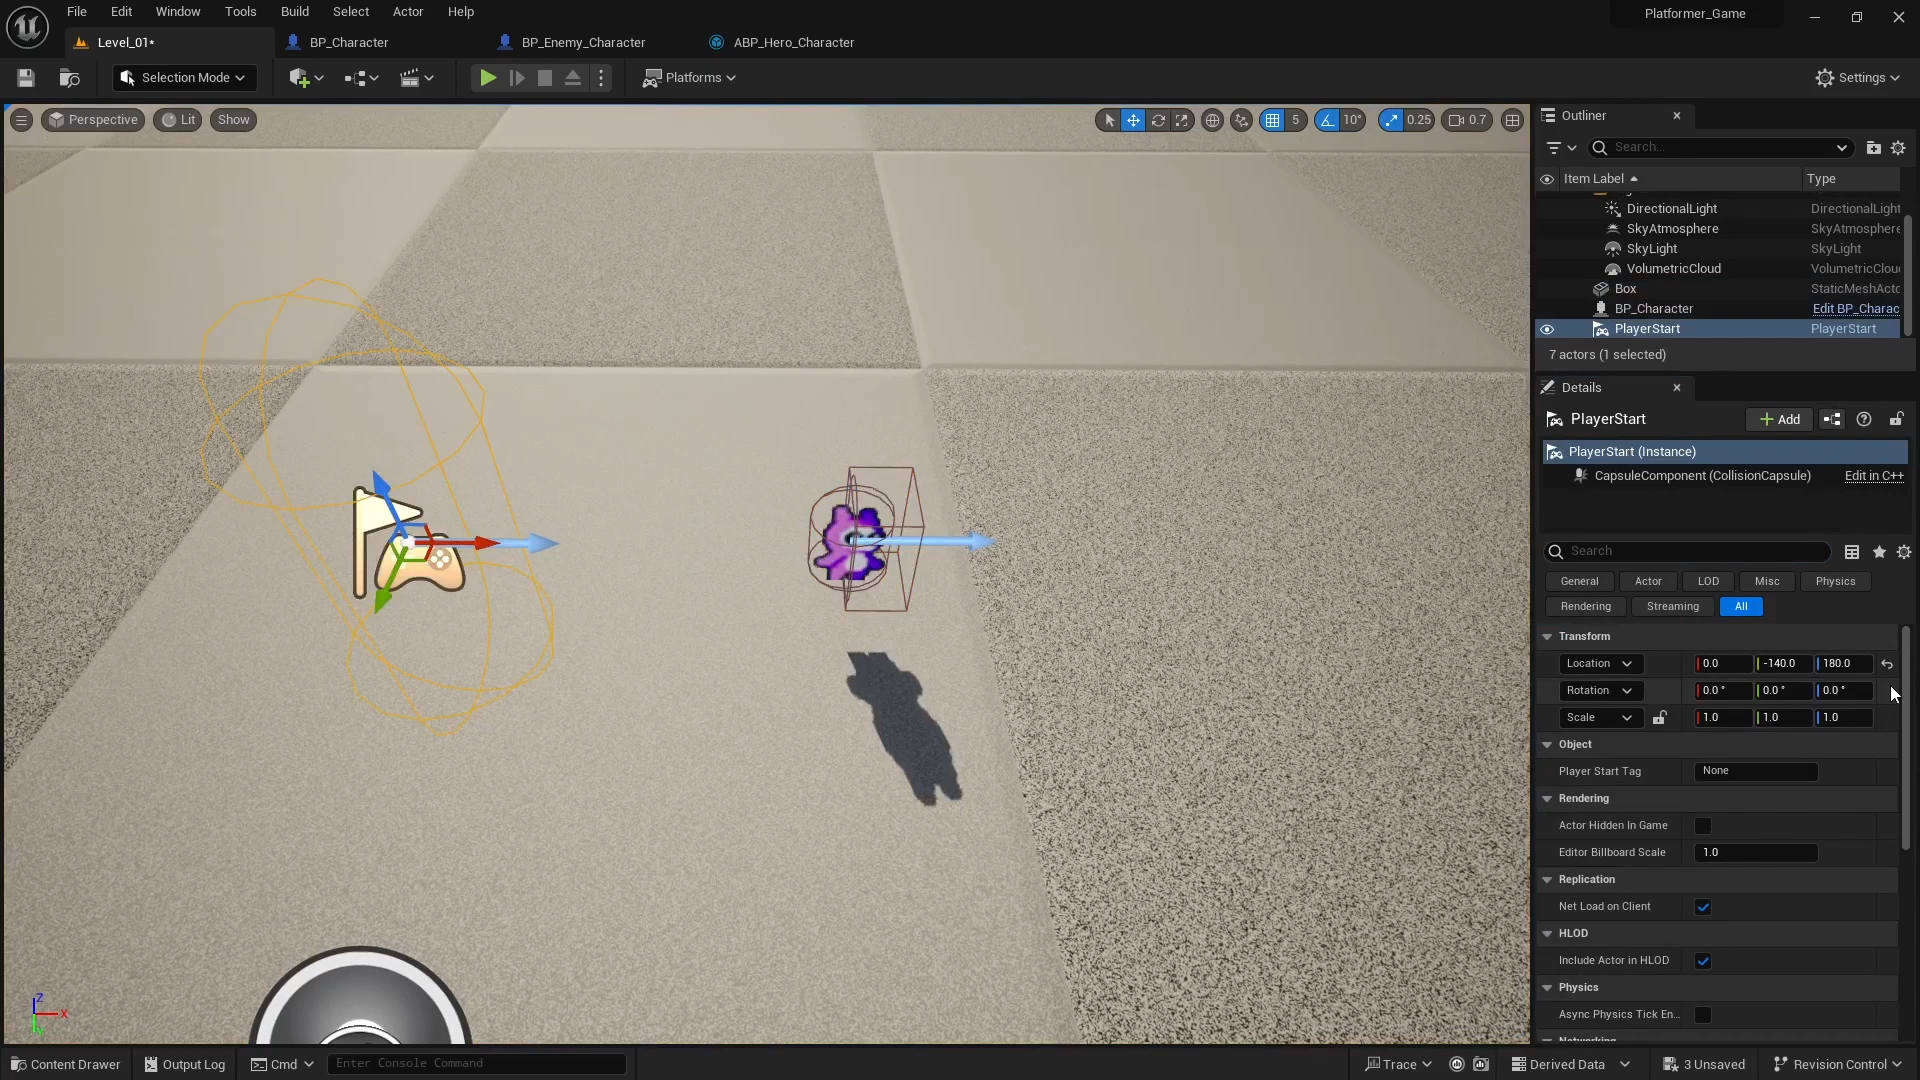 File Edit Window Tools Build Select Actor Help
Platformer_Game
Level_01* BP_Character BP_Enemy_Character ABP_Hero_Character
Selection Mode Platforms Settings
Perspective Lit Show 5 10° 0.25 0.7
Outliner
Search...
Item Label Type
DirectionalLight DirectionalLight
SkyAtmosphere SkyAtmosphere
SkyLight SkyLight
VolumetricCloud VolumetricClou
Box StaticMeshActo
BP_Character Edit BP_Charac
PlayerStart PlayerStart
7 actors (1 selected)
Details
PlayerStart Add
PlayerStart (Instance)
CapsuleComponent (CollisionCapsule) Edit in C++
Search
General Actor LOD Misc Physics
Rendering Streaming All
Transform
Location 0.0 -140.0 180.0
Rotation 0.0° 0.0° 0.0°
Scale 1.0 1.0 1.0
Object
Player Start Tag None
Rendering
Actor Hidden In Game
Editor Billboard Scale 1.0
Replication
Net Load on Client
HLOD
Include Actor in HLOD
Physics
Async Physics Tick En...
Z
X
Y
Content Drawer Output Log Cmd Enter Console Command Trace Derived Data 3 Unsaved Revision Control